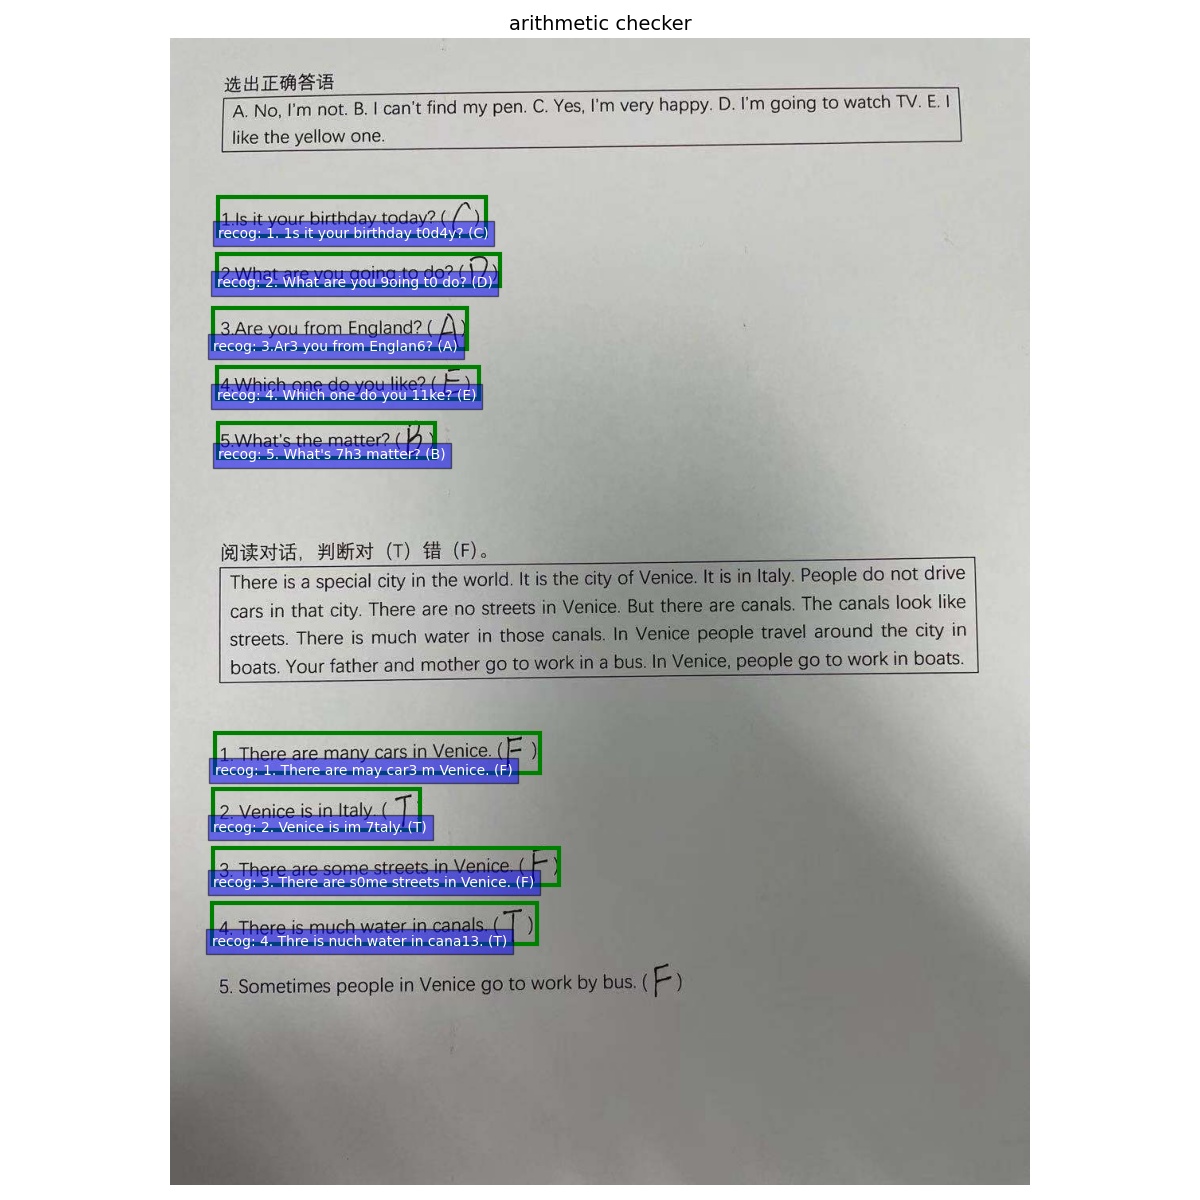 arithmetic checker
选出正确答语
A. No, I'm not. B. I can't find my pen. C. Yes, I'm very happy. D. I'm going to watch TV. E. I
like the yellow one.
1.Is it your birthday today? (C)
recog: 1. 1s it your birthday t0d4y? (C)
2.What are you going to do? (D)
recog: 2. What are you 9oing t0 do? (D)
3.Are you from England? (A)
recog: 3.Ar3 you from Englan6? (A)
4.Which one do you like? (E)
recog: 4. Which one do you 11ke? (E)
5.What's the matter? (B)
recog: 5. What's 7h3 matter? (B)
阅读对话，判断对（T）错（F）。
There is a special city in the world. It is the city of Venice. It is in Italy. People do not drive
cars in that city. There are no streets in Venice. But there are canals. The canals look like
streets. There is much water in those canals. In Venice people travel around the city in
boats. Your father and mother go to work in a bus. In Venice, people go to work in boats.
1. There are many cars in Venice. (F)
recog: 1. There are may car3 m Venice. (F)
2. Venice is in Italy. (T)
recog: 2. Venice is im 7taly. (T)
3. There are some streets in Venice. (F)
recog: 3. There are s0me streets in Venice. (F)
4. There is much water in canals. (T)
recog: 4. Thre is nuch water in cana13. (T)
5. Sometimes people in Venice go to work by bus. (F)